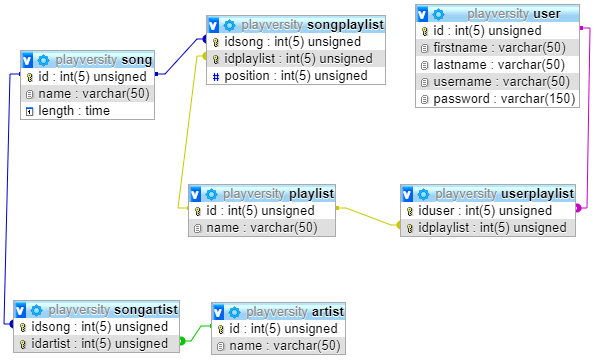 playversity song
id : int(5) unsigned
name : varchar(50)
length : time
playversity songplaylist
idsong : int(5) unsigned
idplaylist : int(5) unsigned
position : int(5) unsigned
playversity user
id : int(5) unsigned
firstname : varchar(50)
lastname : varchar(50)
username : varchar(50)
password : varchar(150)
playversity playlist
id : int(5) unsigned
name : varchar(50)
playversity userplaylist
iduser : int(5) unsigned
idplaylist : int(5) unsigned
playversity songartist
idsong : int(5) unsigned
idartist : int(5) unsigned
playversity artist
id : int(5) unsigned
name : varchar(50)